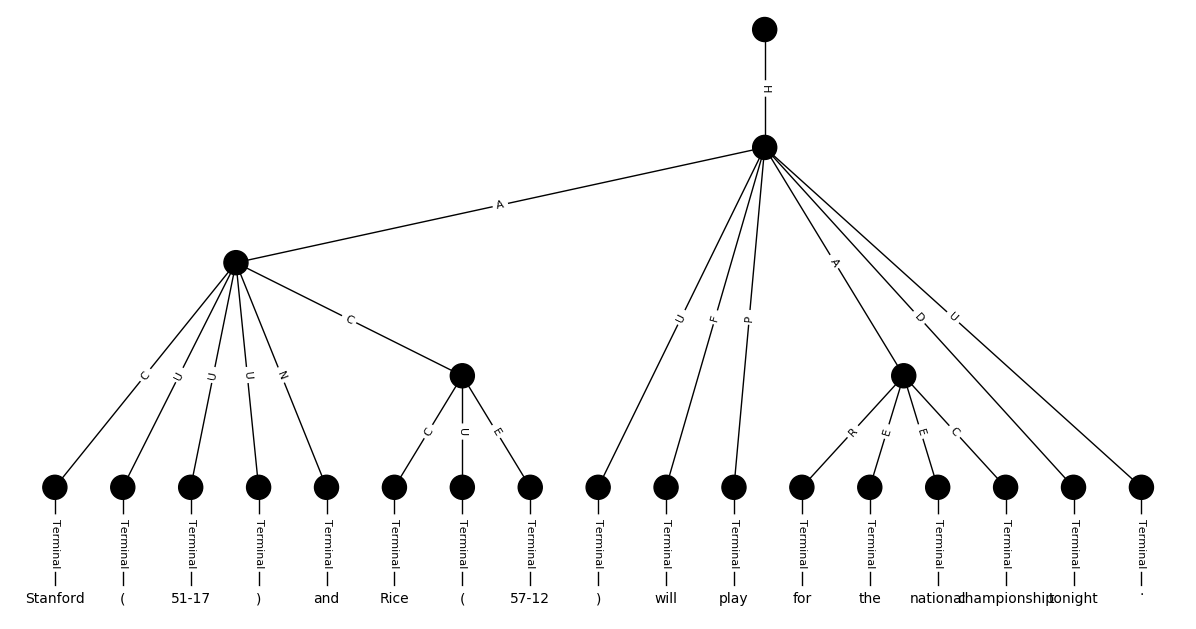 H
A
U F P A D U
C U U U N C
C U E
R E E C
Terminal Terminal Terminal Terminal Terminal Terminal Terminal Terminal Terminal Terminal Terminal Terminal Terminal Terminal Terminal Terminal Terminal
Stanford ( 51-17 ) and Rice ( 57-12 ) will play for the national championship tonight .